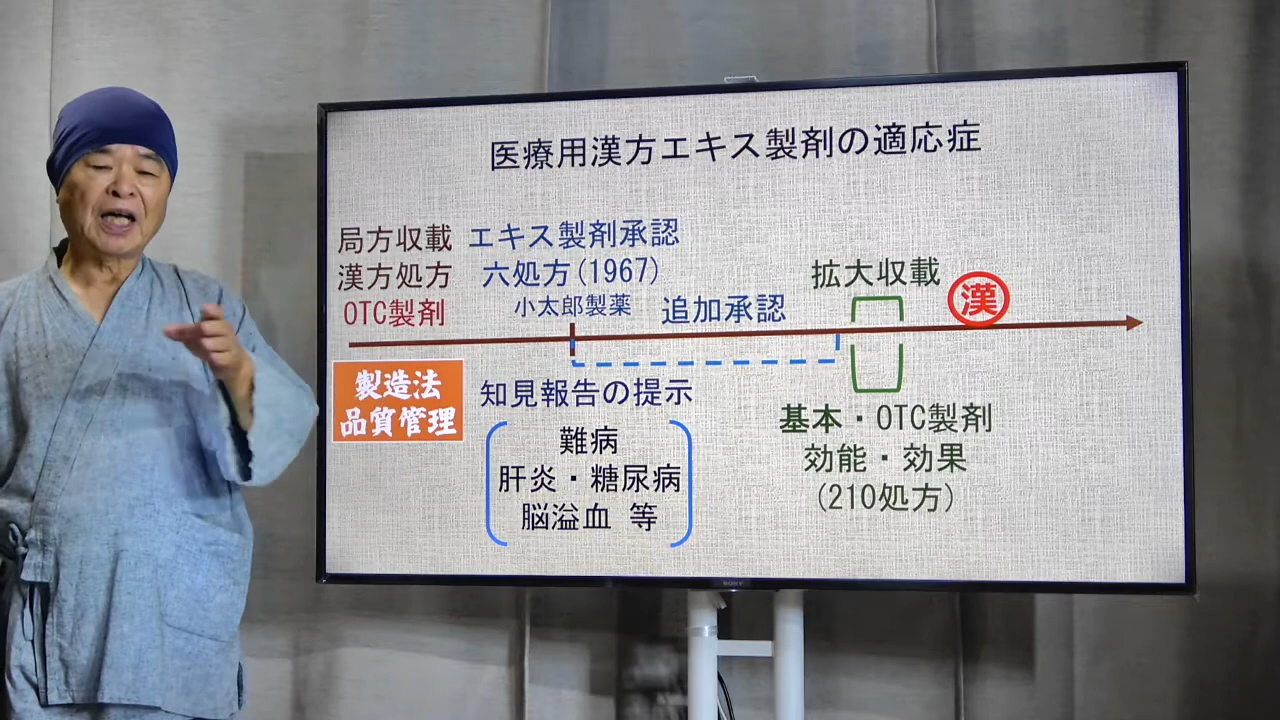 医療用漢方エキス製剤の適応症
局方収載
漢方処方
OTC製剤
エキス製剤承認
六処方(1967)
小太郎製薬
追加承認
拡大収載
漢
製造法
品質管理
知見報告の提示
難病
肝炎・糖尿病
脳溢血 等
基本・OTC製剤
効能・効果
(210処方)
SONY